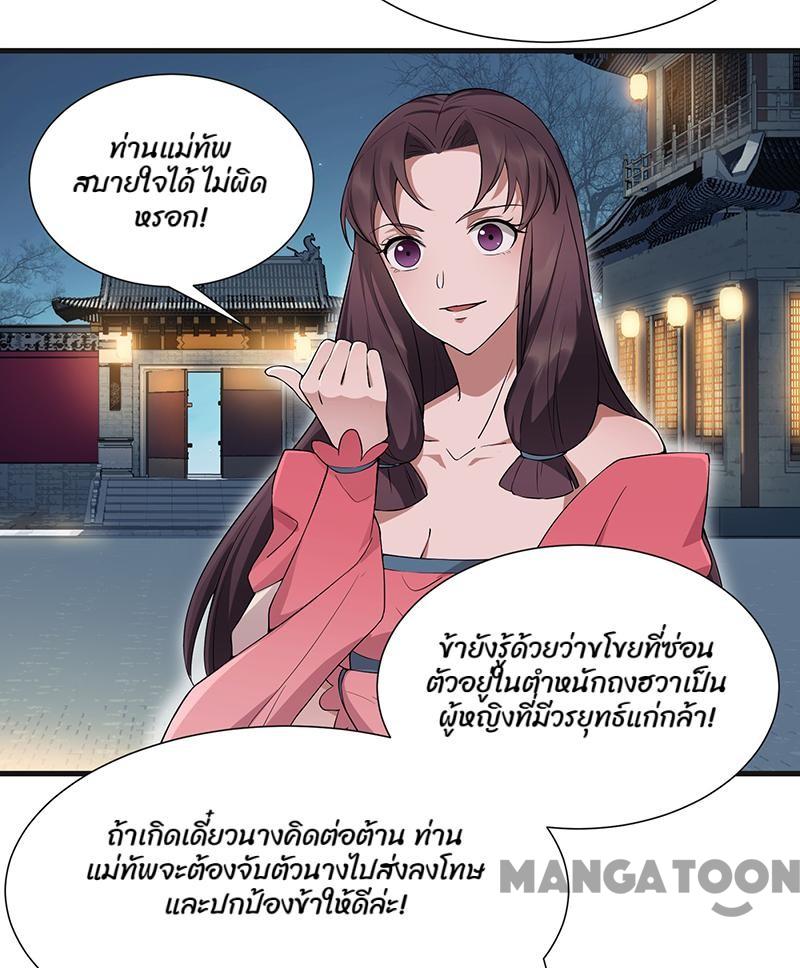 ท่านแม่ทัพ
สบายใจได้ ไม่ผิด
หรอก!
ข้ายังรู้ด้วยว่าขโขยที่ซ่อน
ตัวอยู่ในตำหนักถงฮวาเป็น
ผู้หญิงที่มีวรยุทธ์แก่กล้า!
ถ้าเกิดเดี๋ยวนางคิดต่อต้าน ท่าน
แม่ทัพจะต้องจับตัวนางไปส่งลงโทษ
และปกป้องข้าให้ดีล่ะ!
MANGATOON